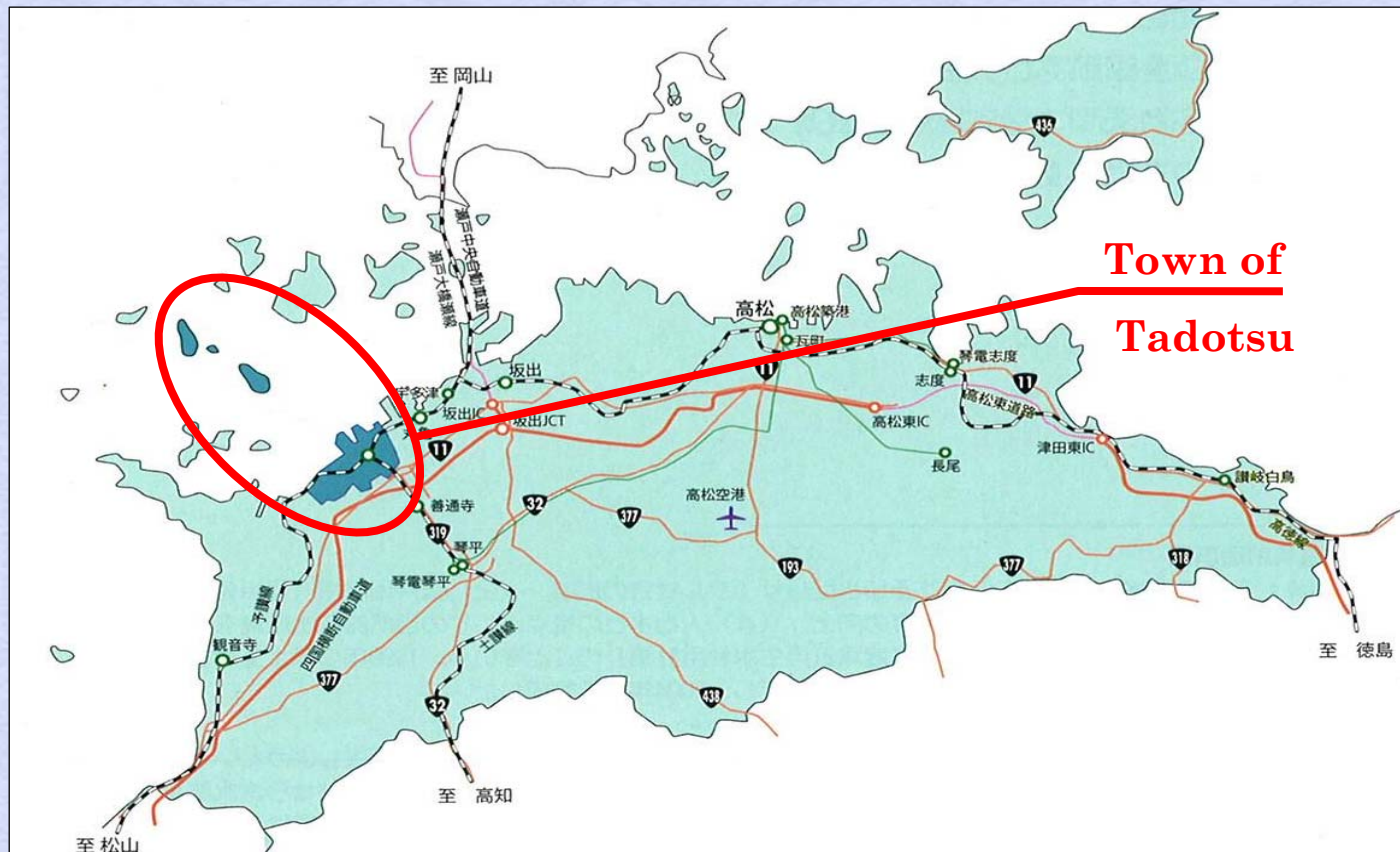 至 岡山
436
瀬戸中央自動車道
瀬戸大橋線
Town of
Tadotsu
高松
高松築港
瓦町
琴電志度
志度
11
高松東道路
坂出
宇多津
坂出IC
坂出JCT
11
高松東IC
津田東IC
11
長尾
讃岐白鳥
善通寺
319
32
377
高松空港
高徳線
琴平
琴電琴平
193
377
318
予讃線
四国横断自動車道
土讃線
観音寺
至 徳島
377
32
438
至 高知
至 松山